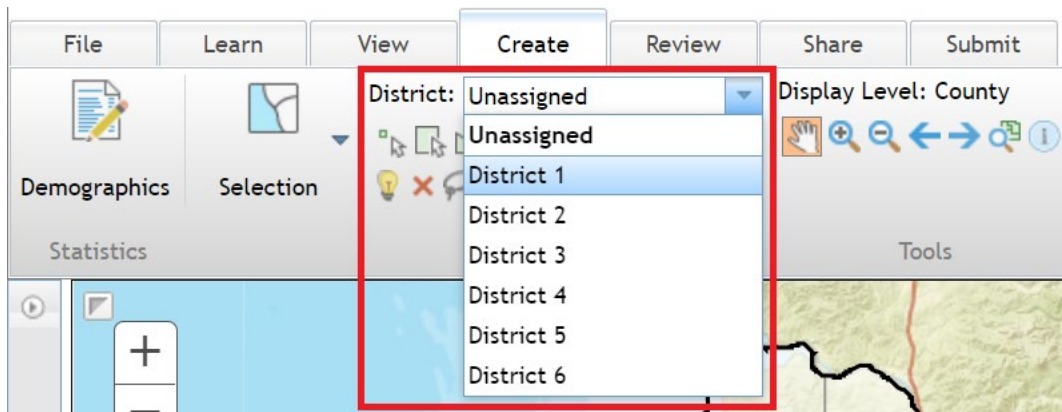 File Learn View Create Review Share Submit
District: Unassigned
Display Level: County
Unassigned
District 1
District 2
District 3
District 4
District 5
District 6
Demographics
Selection
Statistics
Tools